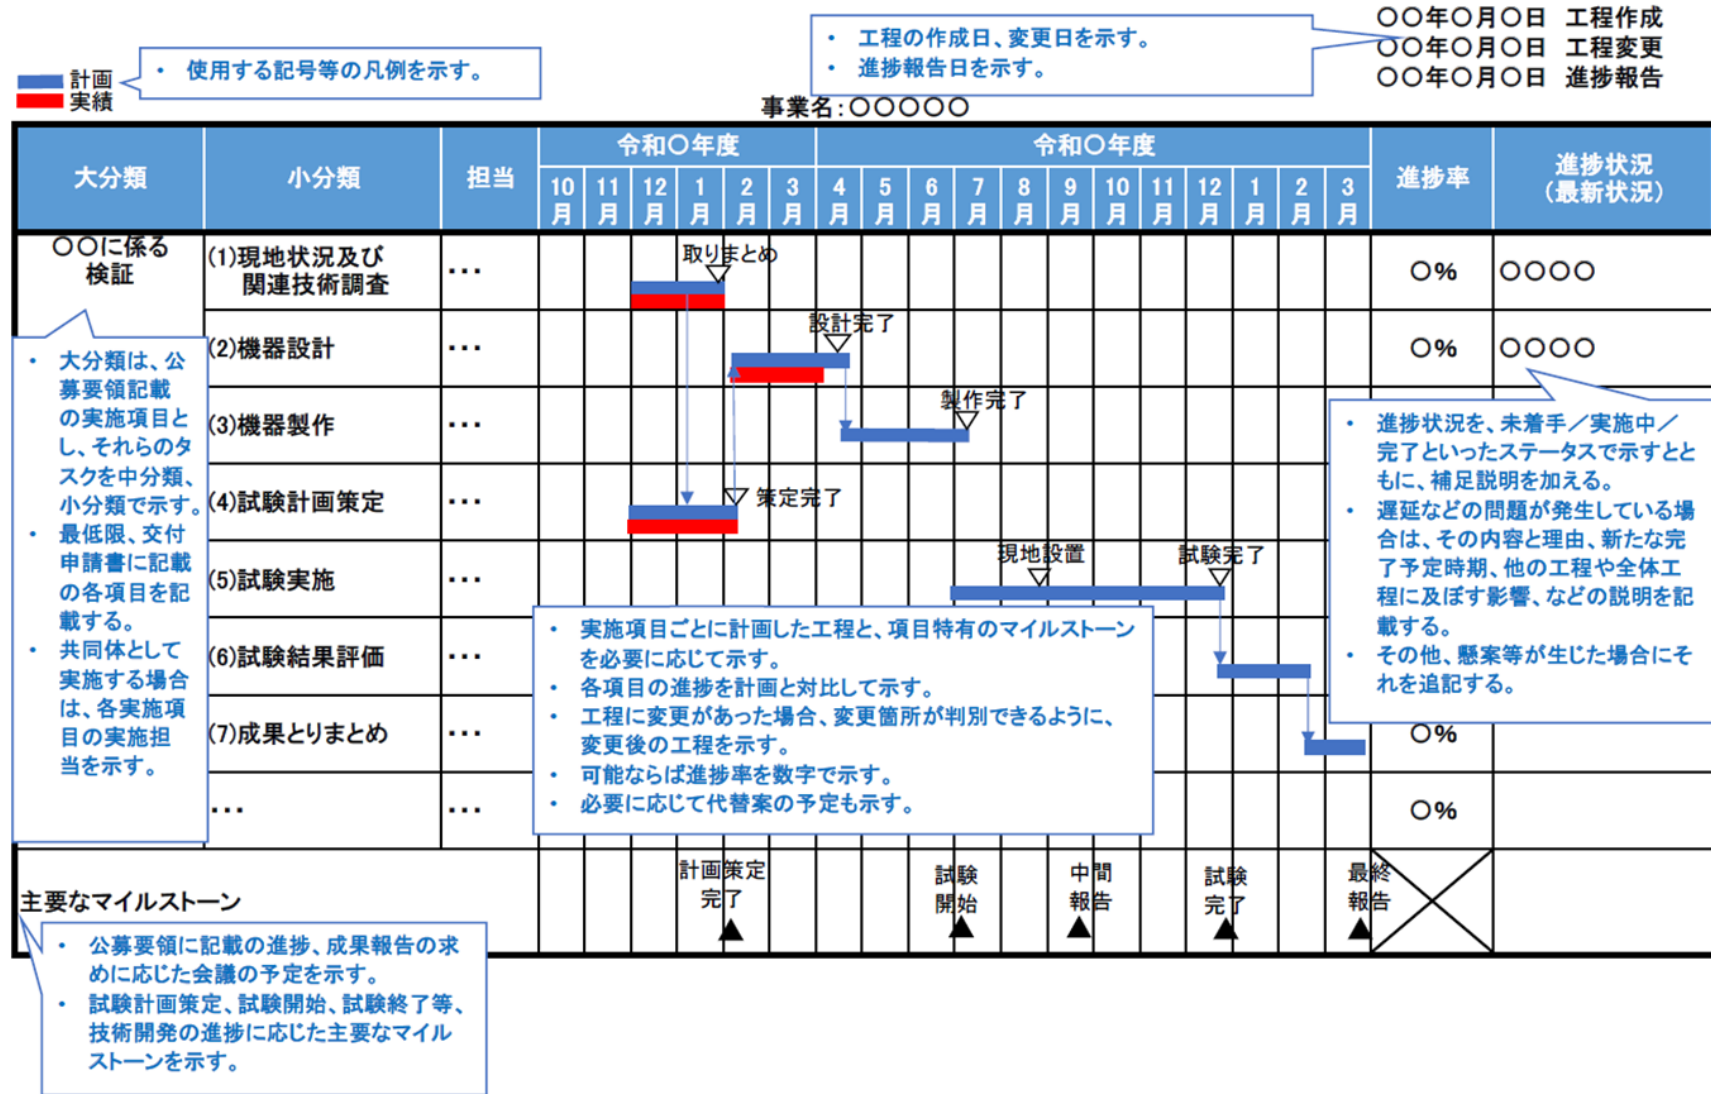 〇〇年〇月〇日 工程作成
〇〇年〇月〇日 工程変更
〇〇年〇月〇日 進捗報告
・ 工程の作成日、変更日を示す。
・ 進捗報告日を示す。
計画
実績
・ 使用する記号等の凡例を示す。
事業名：〇〇〇〇〇
大分類
小分類
担当
令和〇年度
令和〇年度
進捗率
進捗状況
（最新状況）
10月 11月 12月 1月 2月 3月 4月 5月 6月 7月 8月 9月 10月 11月 12月 1月 2月 3月
〇〇に係る
検証
(1)現地状況及び
関連技術調査
・・・
取りまとめ
〇%
〇〇〇〇
(2)機器設計
・・・
設計完了
〇%
〇〇〇〇
(3)機器製作
・・・
製作完了
(4)試験計画策定
・・・
策定完了
(5)試験実施
・・・
現地設置
試験完了
(6)試験結果評価
・・・
(7)成果とりまとめ
・・・
〇%
・・・
・・・
〇%
・ 大分類は、公
募要領記載
の実施項目と
し、それらのタ
スクを中分類、
小分類で示す。
・ 最低限、交付
申請書に記載
の各項目を記
載する。
・ 共同体として
実施する場合
は、各実施項
目の実施担
当を示す。
・ 実施項目ごとに計画した工程と、項目特有のマイルストーン
を必要に応じて示す。
・ 各項目の進捗を計画と対比して示す。
・ 工程に変更があった場合、変更箇所が判別できるように、
変更後の工程を示す。
・ 可能ならば進捗率を数字で示す。
・ 必要に応じて代替案の予定も示す。
・ 進捗状況を、未着手／実施中／
完了といったステータスで示すとと
もに、補足説明を加える。
・ 遅延などの問題が発生している場
合は、その内容と理由、新たな完
了予定時期、他の工程や全体工
程に及ぼす影響、などの説明を記
載する。
・ その他、懸案等が生じた場合にそ
れを追記する。
主要なマイルストーン
計画策定
完了
試験
開始
中間
報告
試験
完了
最終
報告
・ 公募要領に記載の進捗、成果報告の求
めに応じた会議の予定を示す。
・ 試験計画策定、試験開始、試験終了等、
技術開発の進捗に応じた主要なマイル
ストーンを示す。